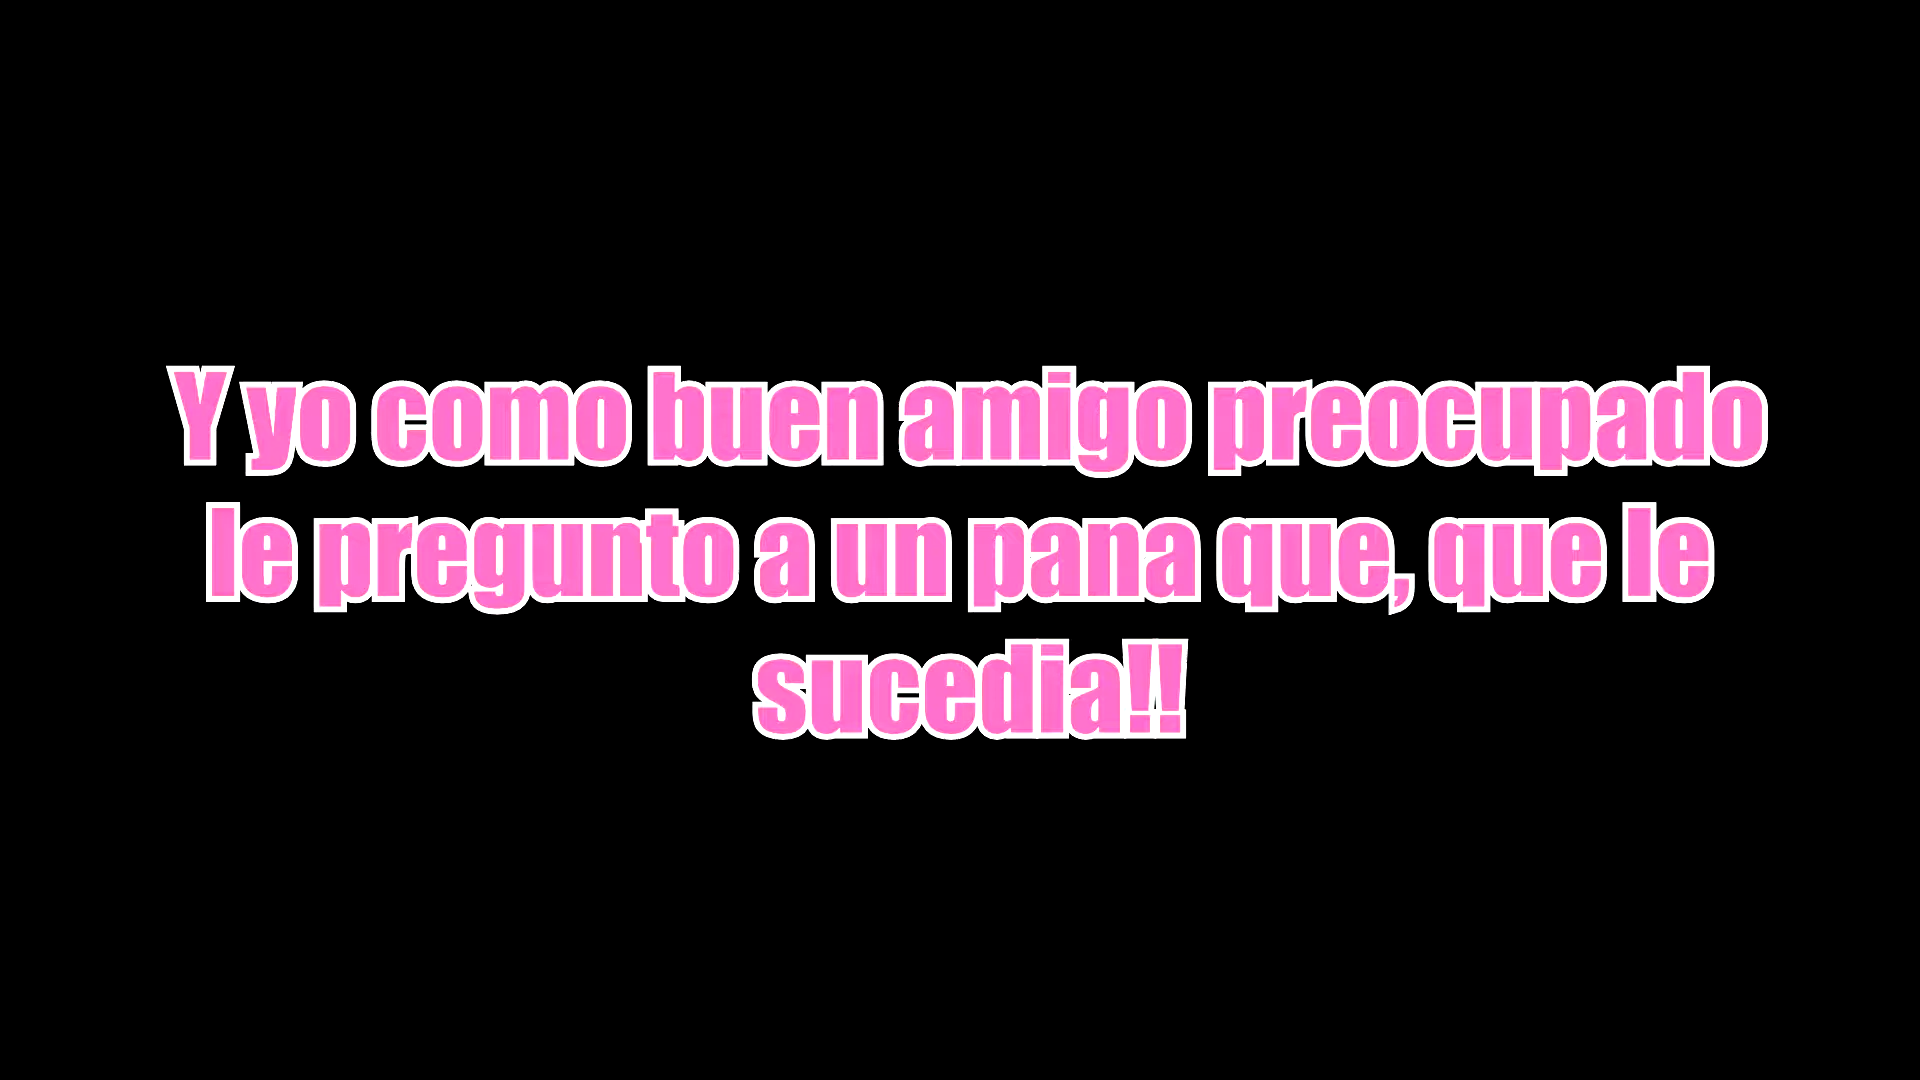 Y yo como buen amigo preocupado
le pregunto a un pana que, que le
sucedia!!